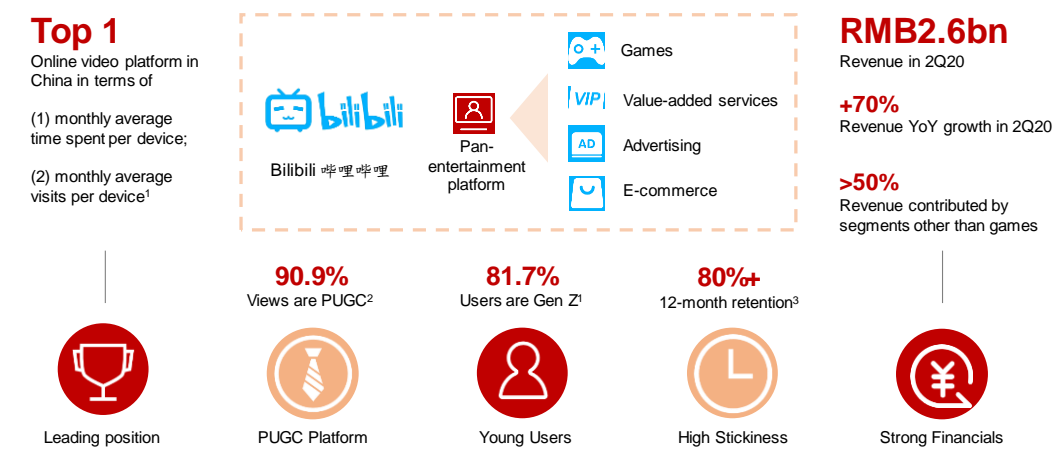 Top 1
Online video platform in
China in terms of
(1) monthly average
time spent per device;
(2) monthly average
visits per device¹
bilibili
Bilibili 哔哩哔哩
Pan-
entertainment
platform
Games
VIP
Value-added services
AD
Advertising
E-commerce
RMB2.6bn
Revenue in 2Q20
+70%
Revenue YoY growth in 2Q20
>50%
Revenue contributed by
segments other than games
90.9%
Views are PUGC²
81.7%
Users are Gen Z¹
80%+
12-month retention³
Leading position
PUGC Platform
Young Users
High Stickiness
¥
Strong Financials